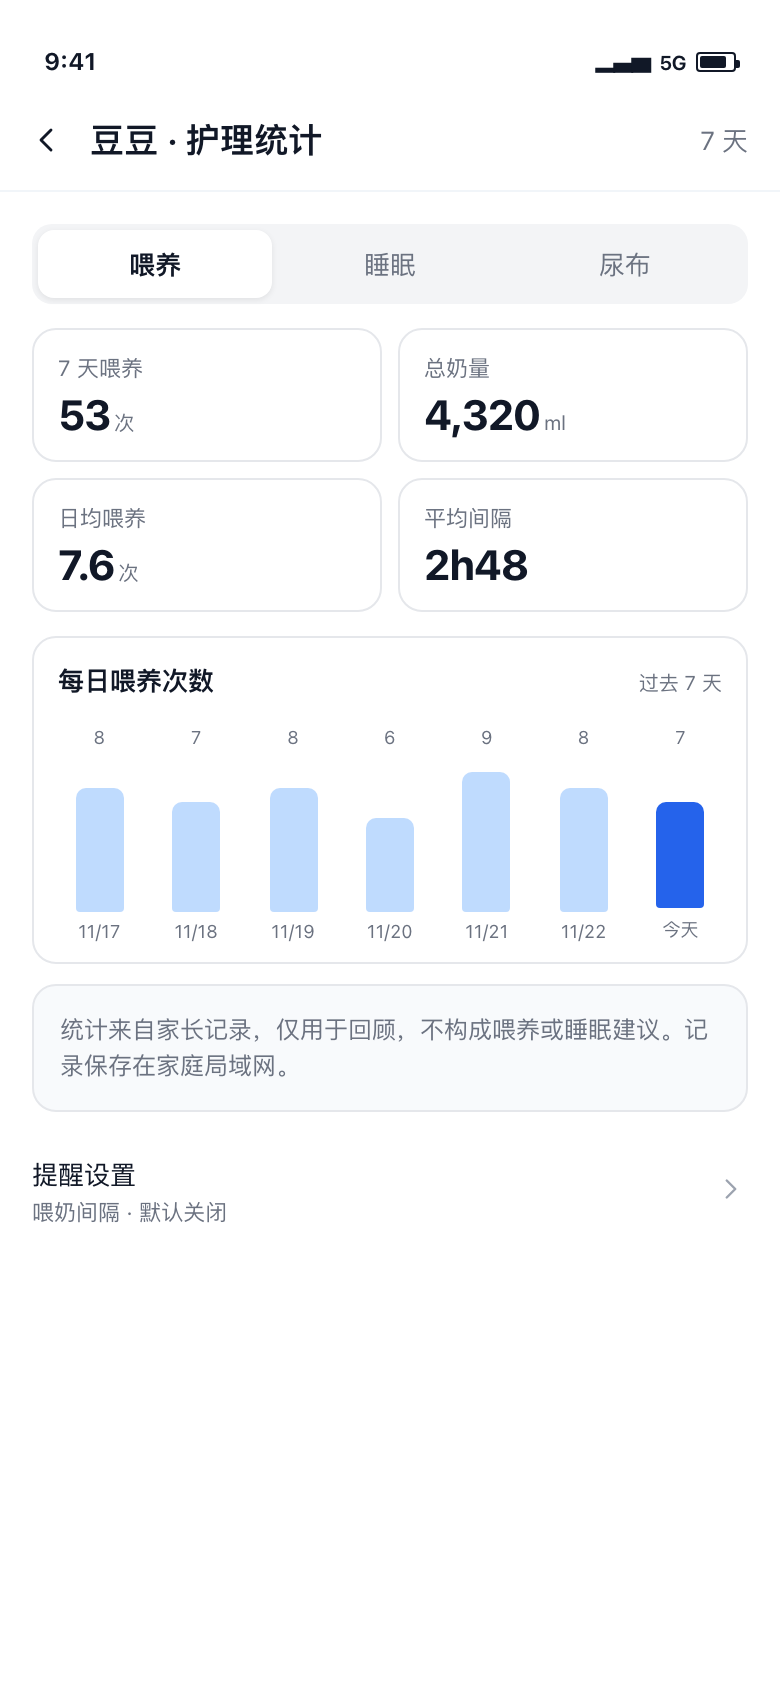 9:41
5G
豆豆 · 护理统计
7 天
喂养 睡眠 尿布
7 天喂养
53 次
总奶量
4,320 ml
日均喂养
7.6 次
平均间隔
2h48
每日喂养次数
过去 7 天
8 7 8 6 9 8 7
11/17 11/18 11/19 11/20 11/21 11/22 今天
统计来自家长记录，仅用于回顾，不构成喂养或睡眠建议。记
录保存在家庭局域网。
提醒设置
喂奶间隔 · 默认关闭